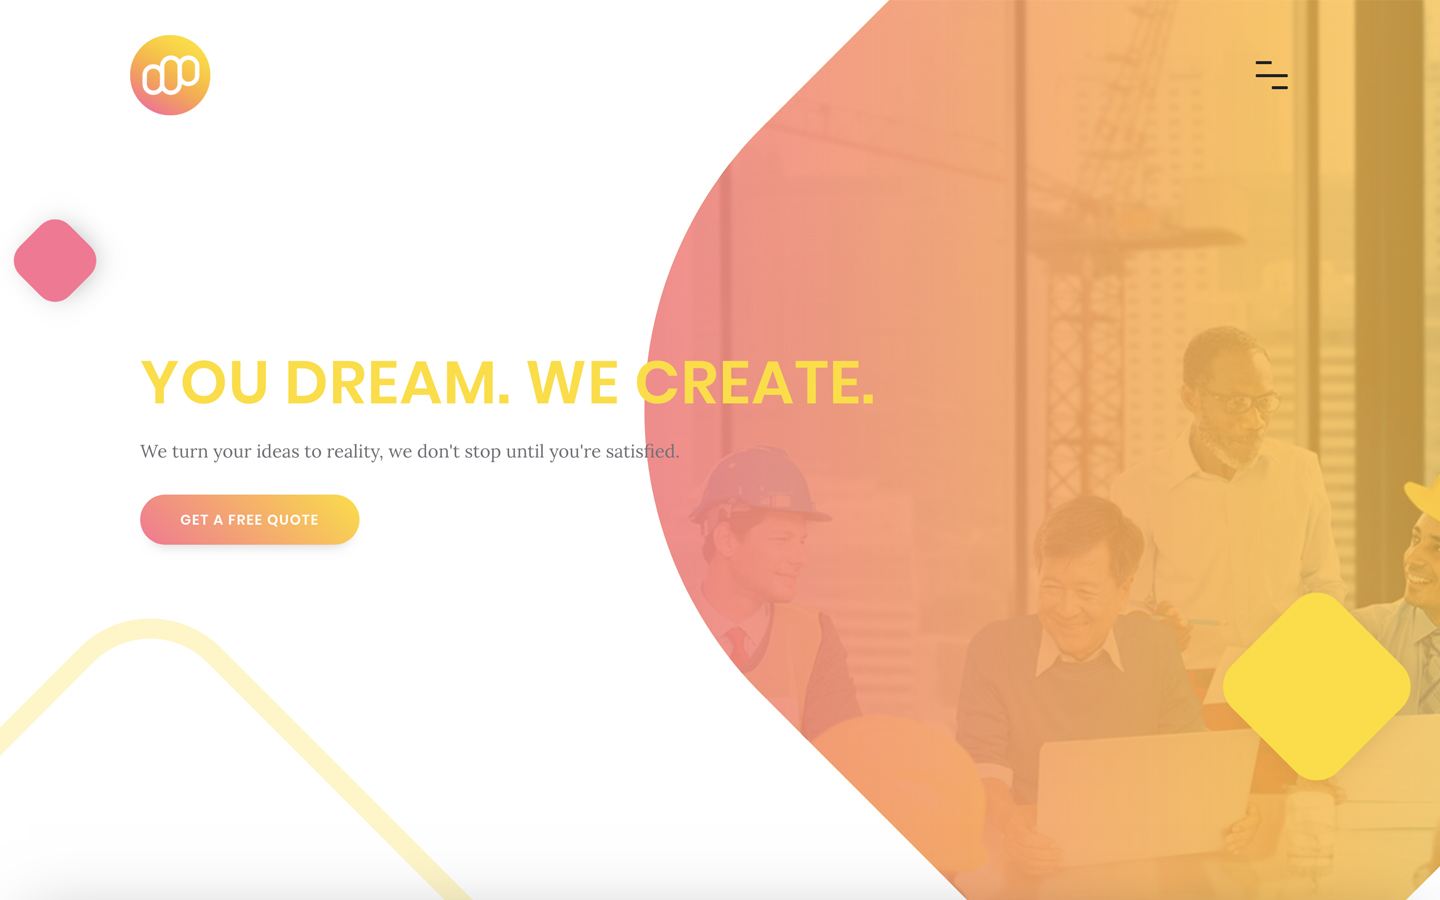 YOU DREAM. WE CREATE.
We turn your ideas to reality, we don't stop until you're satisfied.
GET A FREE QUOTE